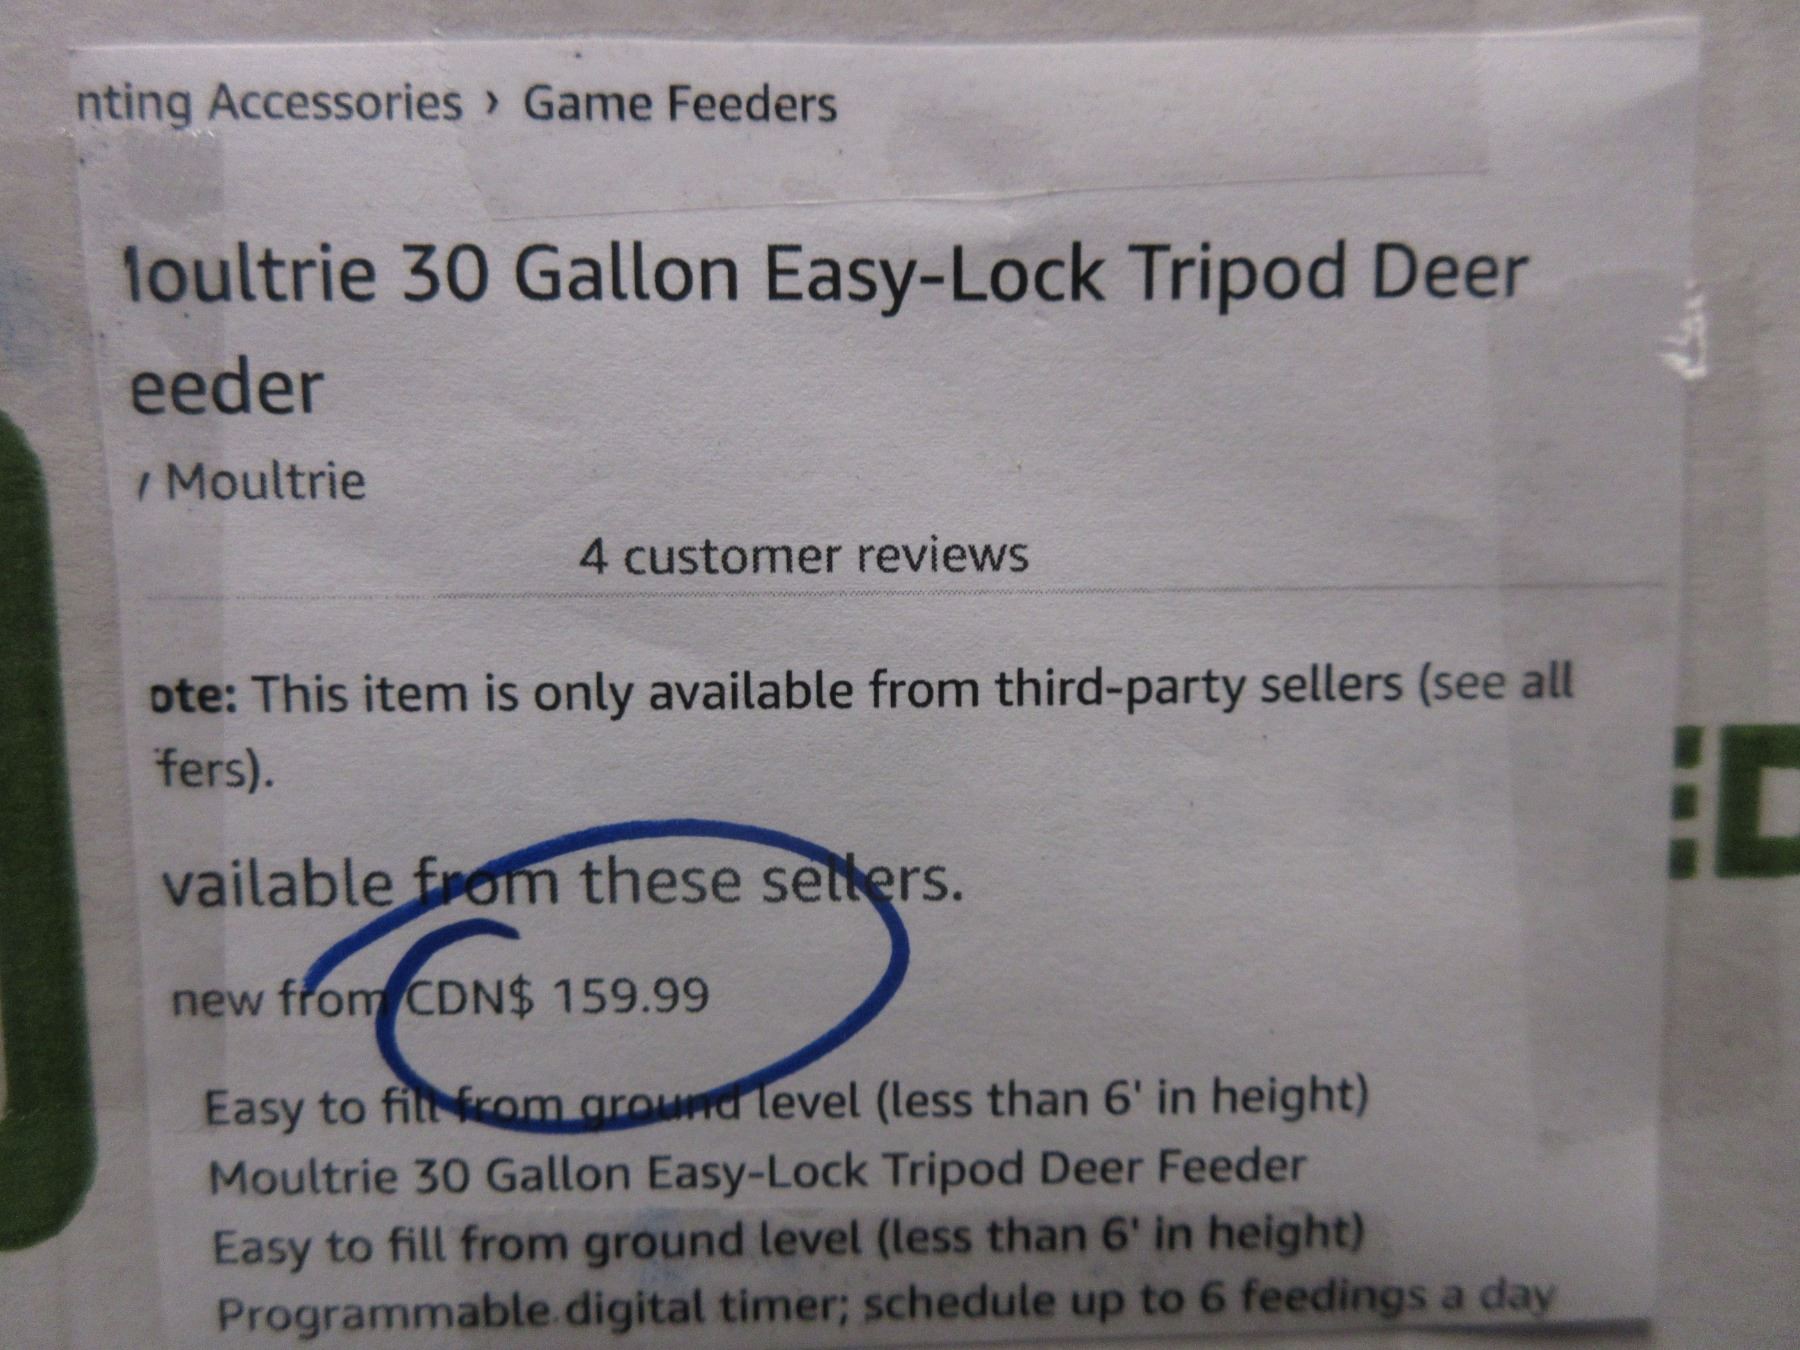 nting Accessories › Game Feeders
oultrie 30 Gallon Easy-Lock Tripod Deer
eeder
Moultrie
4 customer reviews
ote: This item is only available from third-party sellers (see all
fers).
vailable from these sellers.
new from CDN$ 159.99
Easy to fill from ground level (less than 6' in height)
Moultrie 30 Gallon Easy-Lock Tripod Deer Feeder
Easy to fill from ground level (less than 6' in height)
Programmable digital timer; schedule up to 6 feedings a day